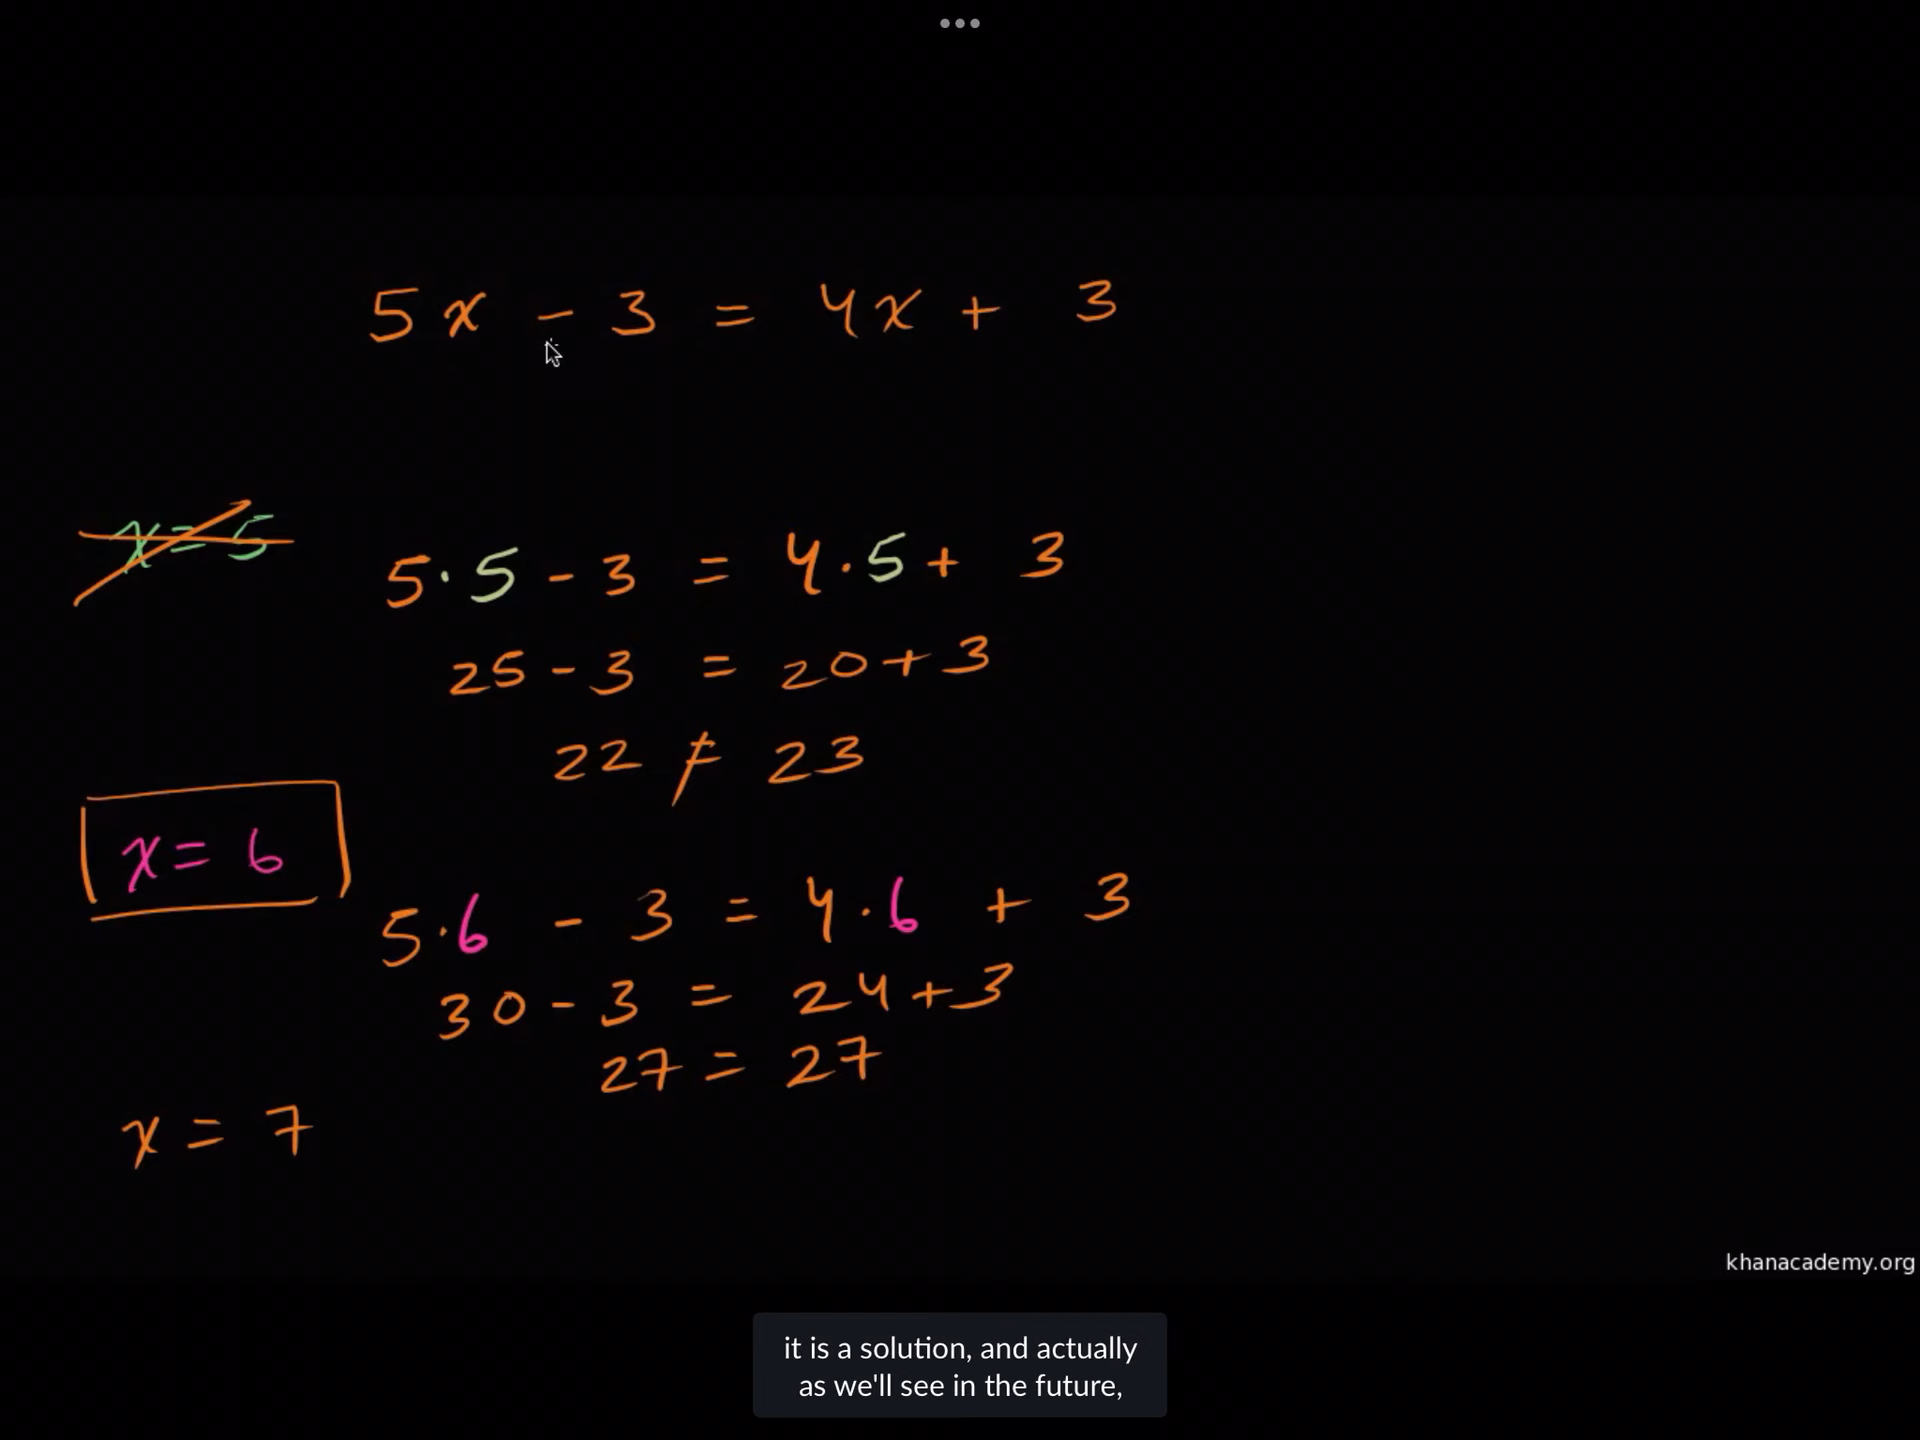 5x - 3 = 4x + 3
x = 5
5·5 - 3 = 4·5 + 3
25 - 3 = 20 + 3
22 ≠ 23
x = 6
5·6 - 3 = 4·6 + 3
30 - 3 = 24 + 3
27 = 27
x = 7
khanacademy.org
it is a solution, and actually
as we'll see in the future,